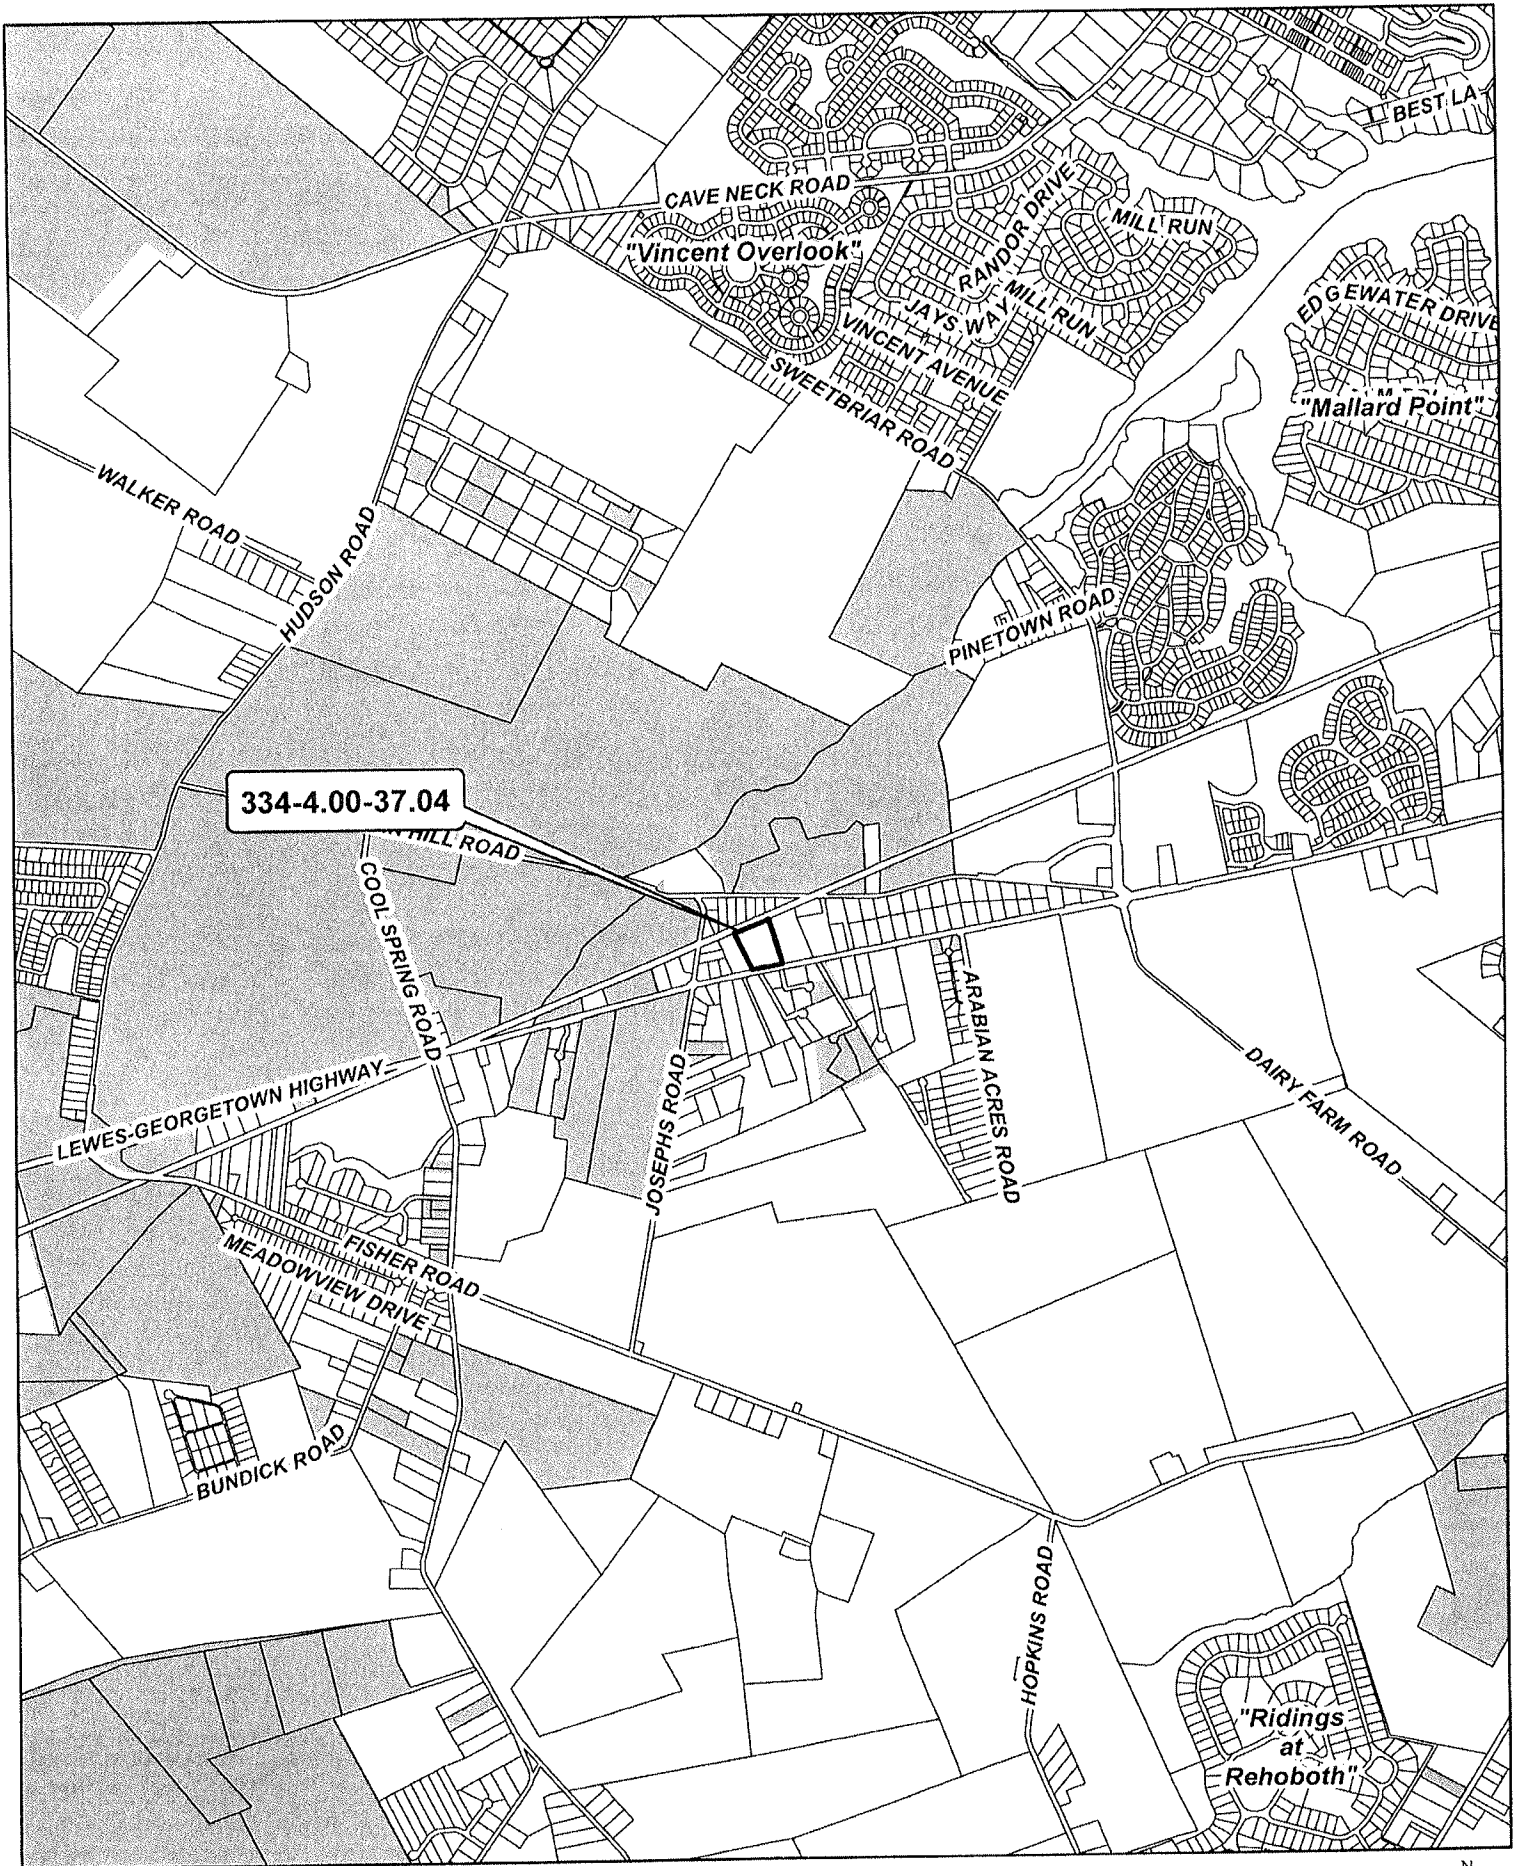 BEST LA
CAVE NECK ROAD
RANDOR DRIVE
MILL RUN
"Vincent Overlook"
EDGEWATER DRIVE
JAYS WAY
MILL RUN
VINCENT AVENUE
SWEETBRIAR ROAD
"Mallard Point"
WALKER ROAD
HUDSON ROAD
PINETOWN ROAD
334-4.00-37.04
N HILL ROAD
COOL SPRING ROAD
ARABIAN ACRES ROAD
LEWES-GEORGETOWN HIGHWAY
JOSEPHS ROAD
DAIRY FARM ROAD
FISHER ROAD
MEADOWVIEW DRIVE
BUNDICK ROAD
HOPKINS ROAD
"Ridings
at
Rehoboth"
N